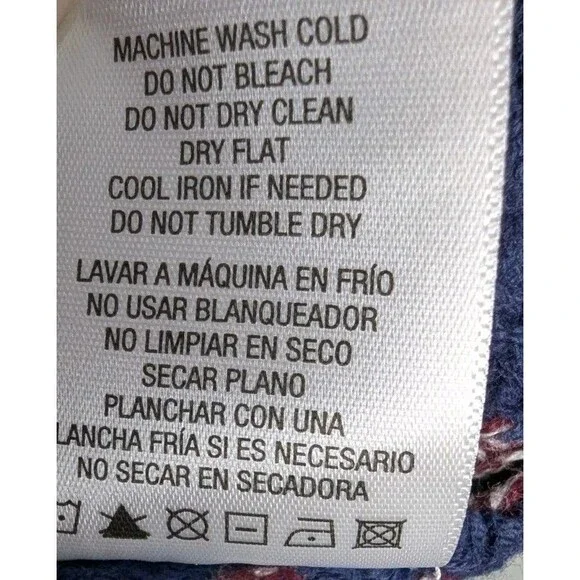 MACHINE WASH COLD
DO NOT BLEACH
DO NOT DRY CLEAN
DRY FLAT
COOL IRON IF NEEDED
DO NOT TUMBLE DRY
LAVAR A MÁQUINA EN FRÍO
NO USAR BLANQUEADOR
NO LIMPIAR EN SECO
SECAR PLANO
PLANCHAR CON UNA
LANCHA FRÍA SI ES NECESARIO
NO SECAR EN SECADORA